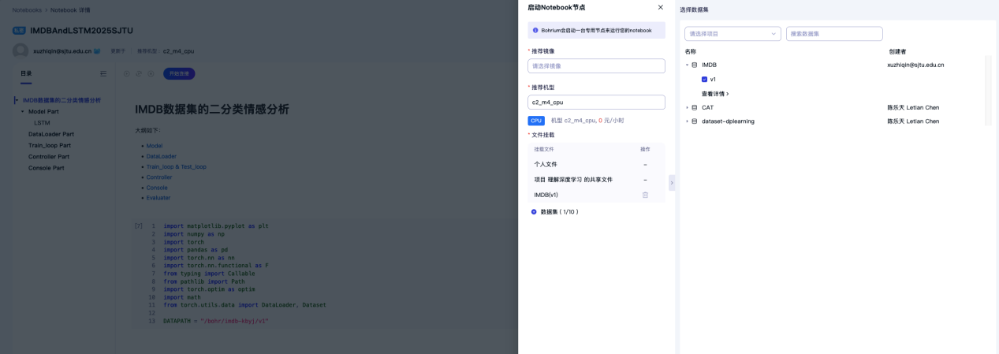 Notebooks > Notebook 详情
私密 IMDBAndLSTM2025SJTU
xuzhiqin@sjtu.edu.cn 更新于 推荐机型: c2_m4_cpu
目录
开始连接
IMDB数据集的二分类情感分析
Model Part
LSTM
DataLoader Part
Train_loop Part
Controller Part
Console Part
IMDB数据集的二分类情感分析
大纲如下:
• Model
• DataLoader
• Train_loop & Test_loop
• Controller
• Console
• Evaluater
[7] 1 import matplotlib.pyplot as plt
2 import numpy as np
3 import torch
4 import pandas as pd
5 import torch.nn as nn
6 import torch.nn.functional as F
7 from typing import Callable
8 from pathlib import Path
9 import torch.optim as optim
10 import math
11 from torch.utils.data import DataLoader, Dataset
12
13 DATAPATH = "/bohr/imdb-kbyj/v1"
启动Notebook节点
Bohrium会启动一台专用节点来运行您的notebook
* 推荐镜像
请选择镜像
* 推荐机型
c2_m4_cpu
CPU 机型 c2_m4_cpu, 0 元/小时
* 文件挂载
挂载文件 操作
个人文件 –
项目 理解深度学习 的共享文件 –
IMDB(v1)
数据集 ( 1/10 )
选择数据集
请选择项目 搜索数据集
名称 创建者
IMDB xuzhiqin@sjtu.edu.cn
v1
查看详情 >
CAT 陈乐天 Letian Chen
dataset-dplearning 陈乐天 Letian Chen